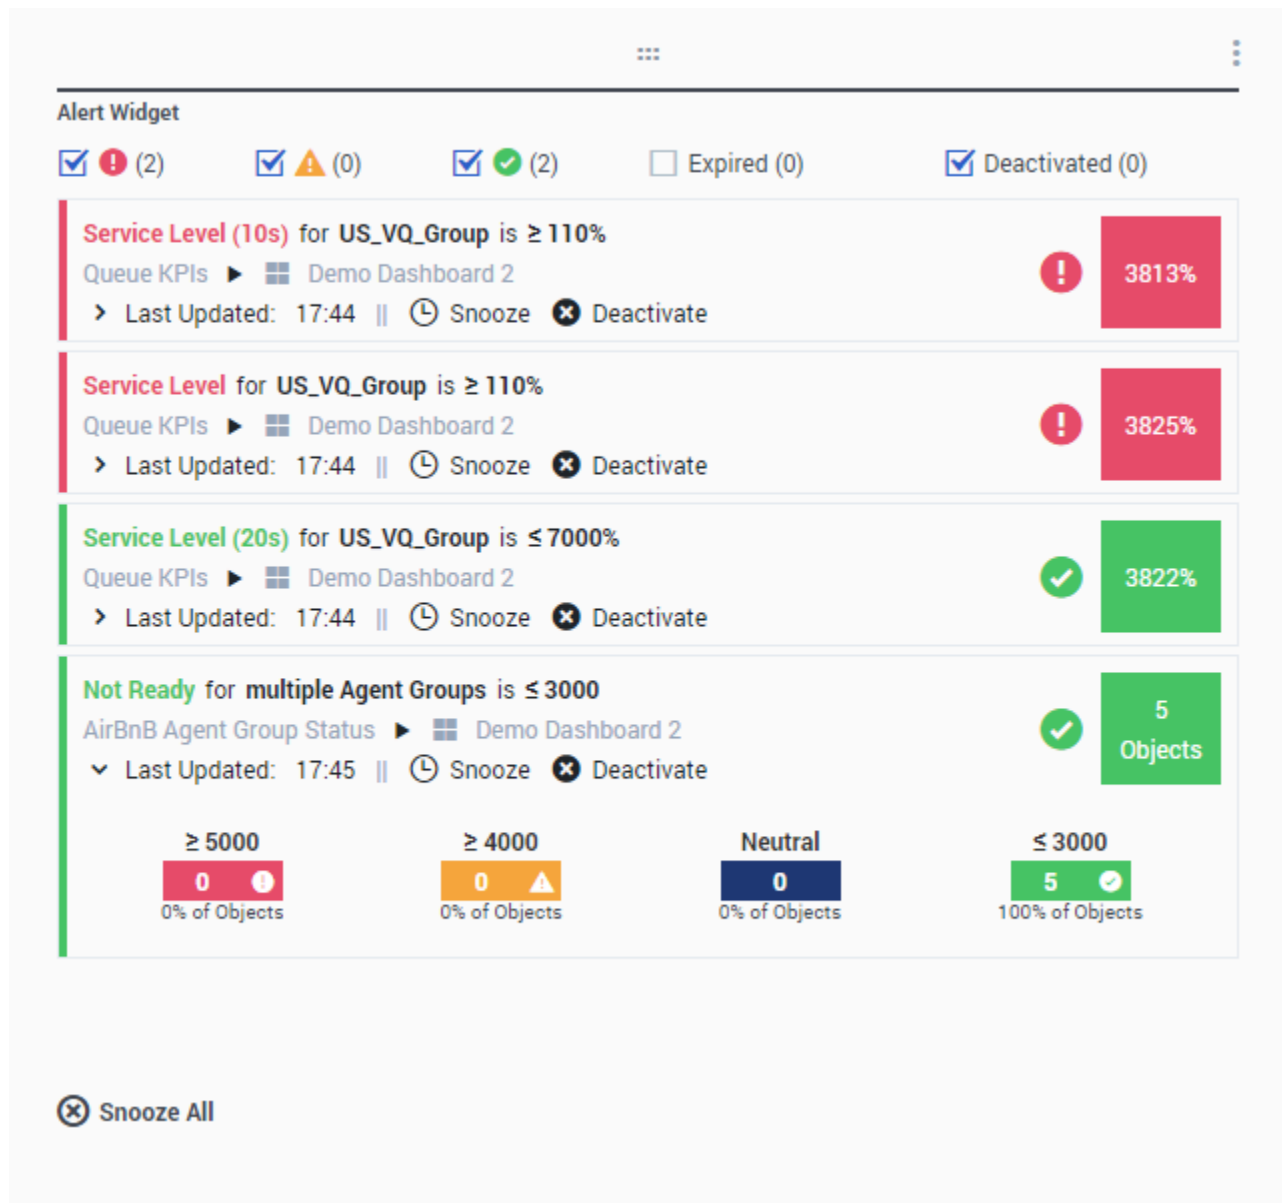 Alert Widget
(2) (0) (2) Expired (0) Deactivated (0)
Service Level (10s) for US_VQ_Group is ≥ 110%
Queue KPIs Demo Dashboard 2
3813%
Last Updated: 17:44 || Snooze Deactivate
Service Level for US_VQ_Group is ≥ 110%
Queue KPIs Demo Dashboard 2
3825%
Last Updated: 17:44 || Snooze Deactivate
Service Level (20s) for US_VQ_Group is ≤ 7000%
Queue KPIs Demo Dashboard 2
3822%
Last Updated: 17:44 || Snooze Deactivate
Not Ready for multiple Agent Groups is ≤ 3000
AirBnB Agent Group Status Demo Dashboard 2
5
Objects
Last Updated: 17:45 || Snooze Deactivate
≥ 5000 ≥ 4000 Neutral ≤ 3000
0 0 0 5
0% of Objects 0% of Objects 0% of Objects 100% of Objects
Snooze All